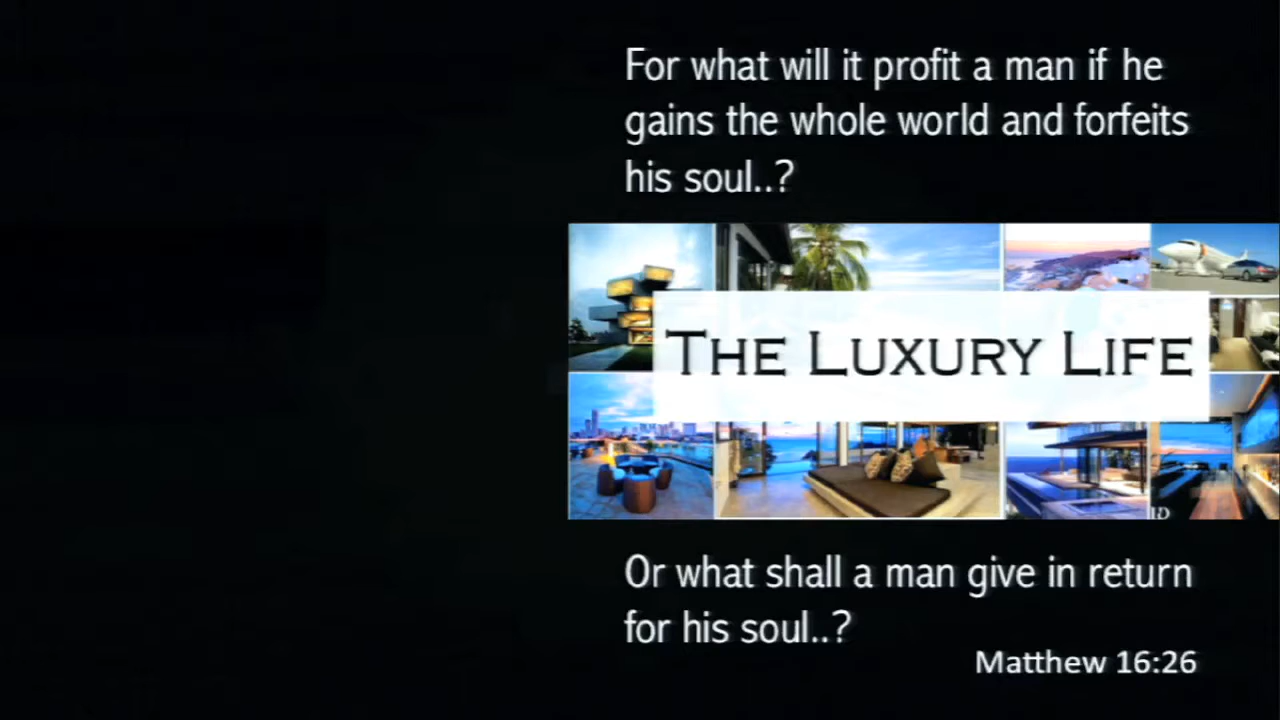 For what will it profit a man if he
gains the whole world and forfeits
his soul..?
THE LUXURY LIFE
ID
Or what shall a man give in return
for his soul..?
Matthew 16:26